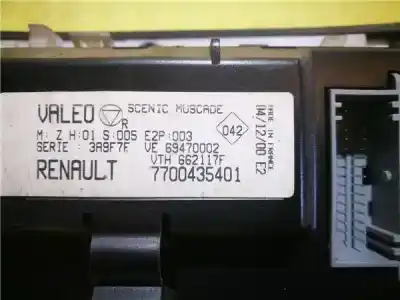 VALEO R SCENIC MUSCADE
M: Z H:01 S:005 E2P:003
SERIE : 3A9F7F VE 69470002
VTH 662117F
RENAULT 7700435401
042
04/12/00 E2
MADE IN FRANCE